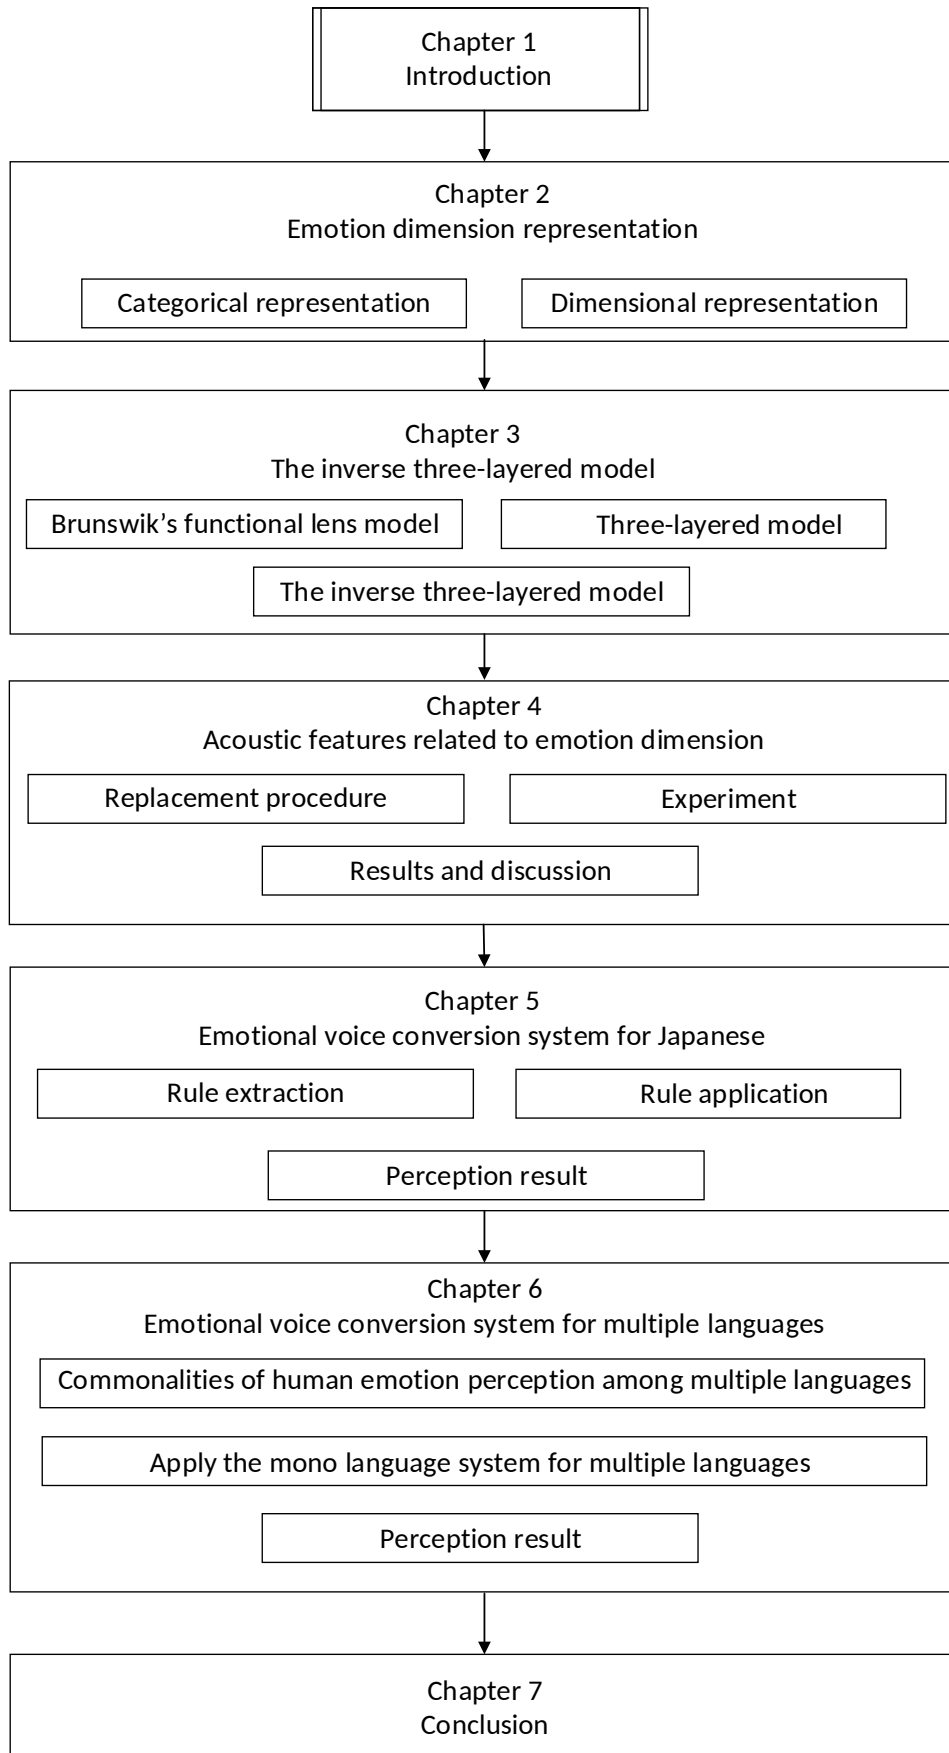 Chapter 1
Introduction
Chapter 2
Emotion dimension representation
Categorical representation
Dimensional representation
Chapter 3
The inverse three-layered model
Brunswik’s functional lens model
Three-layered model
The inverse three-layered model
Chapter 4
Acoustic features related to emotion dimension
Replacement procedure
Experiment
Results and discussion
Chapter 5
Emotional voice conversion system for Japanese
Rule extraction
Rule application
Perception result
Chapter 6
Emotional voice conversion system for multiple languages
Commonalities of human emotion perception among multiple languages
Apply the mono language system for multiple languages
Perception result
Chapter 7
Conclusion